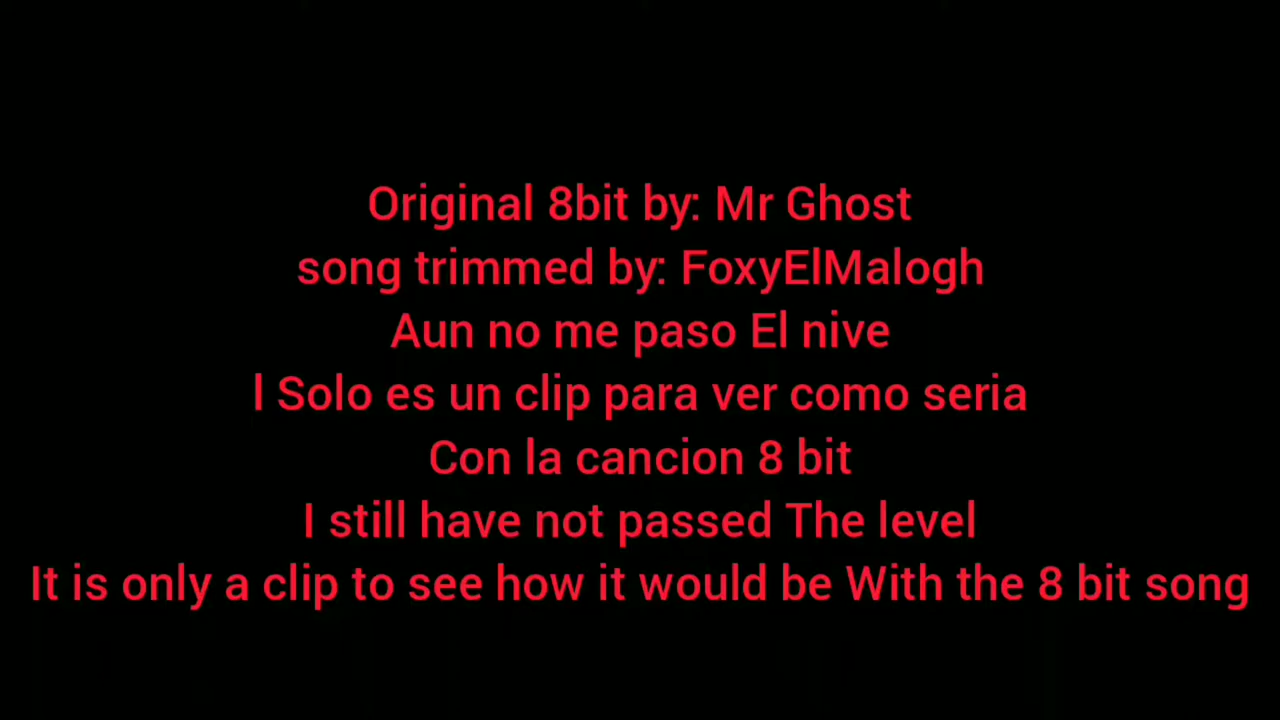 Original 8bit by: Mr Ghost
song trimmed by: FoxyElMalogh
Aun no me paso El nive
l Solo es un clip para ver como seria
Con la cancion 8 bit
I still have not passed The level
It is only a clip to see how it would be With the 8 bit song